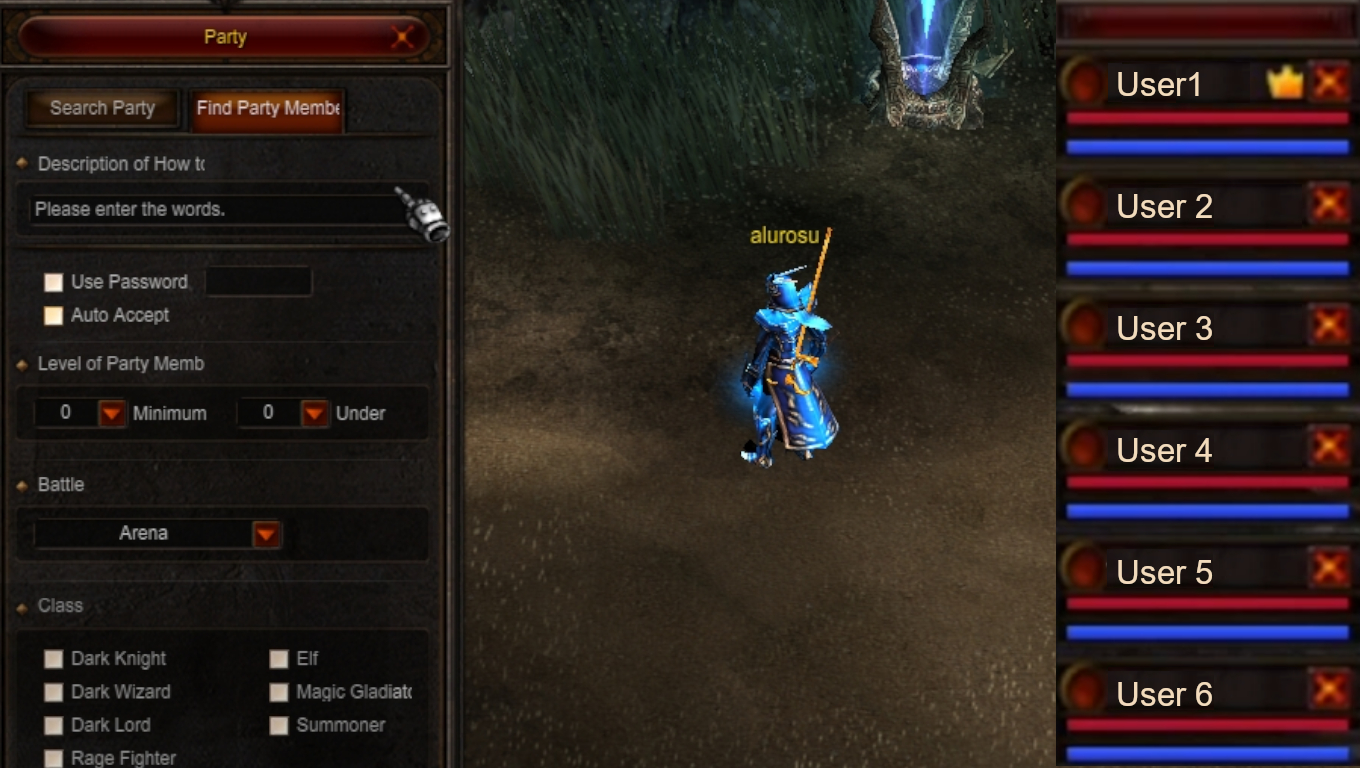 Party
Search Party
Find Party Membe
Description of How to
Please enter the words.
Use Password
Auto Accept
Level of Party Memb
0 Minimum 0 Under
Battle
Arena
Class
Dark Knight Elf
Dark Wizard Magic Gladiato
Dark Lord Summoner
Rage Fighter
alurosu
User1
User 2
User 3
User 4
User 5
User 6